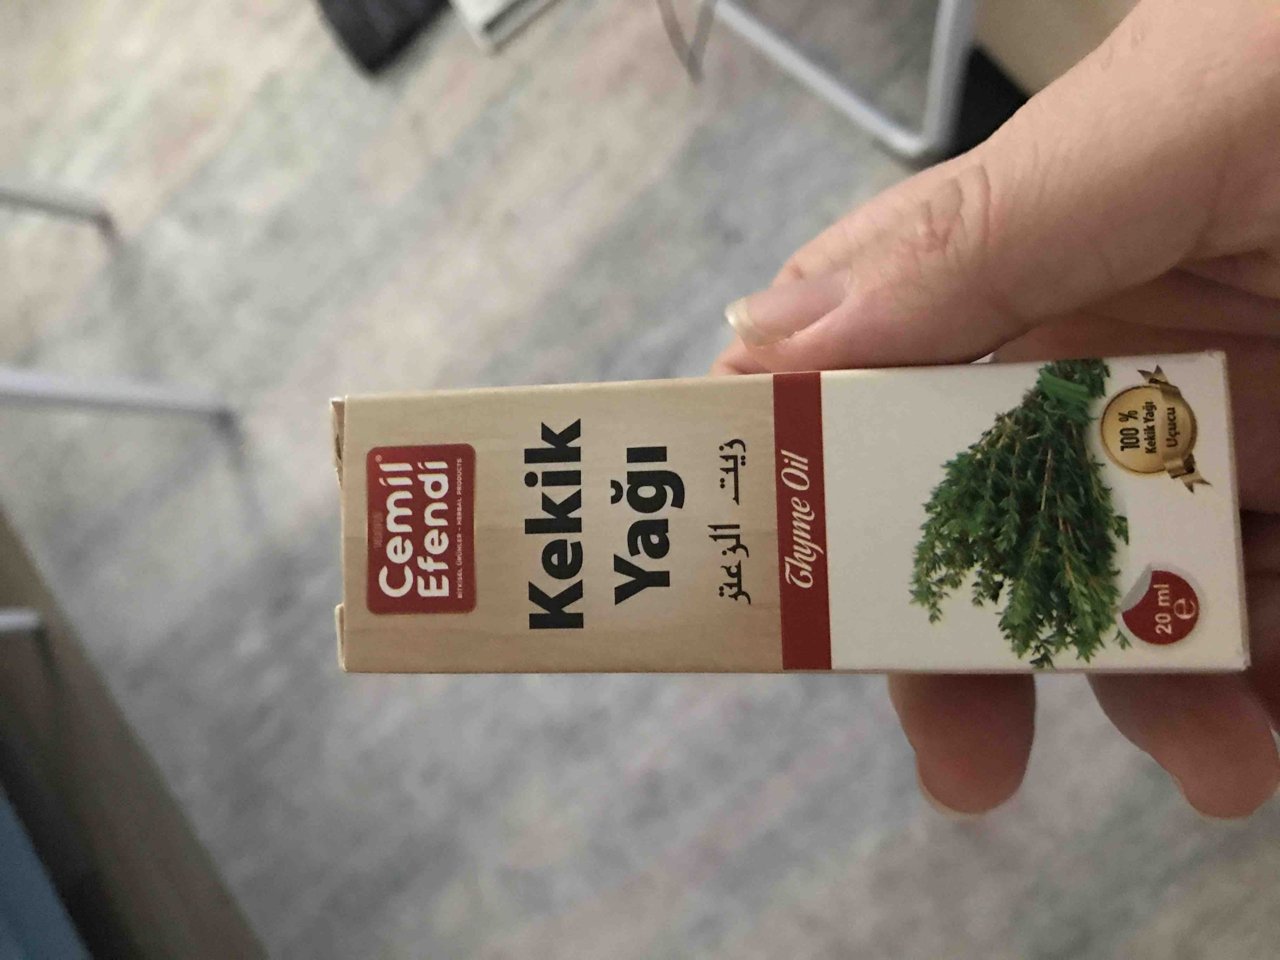 Cemil
Efendi®
BİTKİSEL ÜRÜNLER - HERBAL PRODUCTS
Kekik
Yağı
زيت الزعتر
Thyme Oil
100 %
Kekik Yağı
Uçucu
20 ml
e